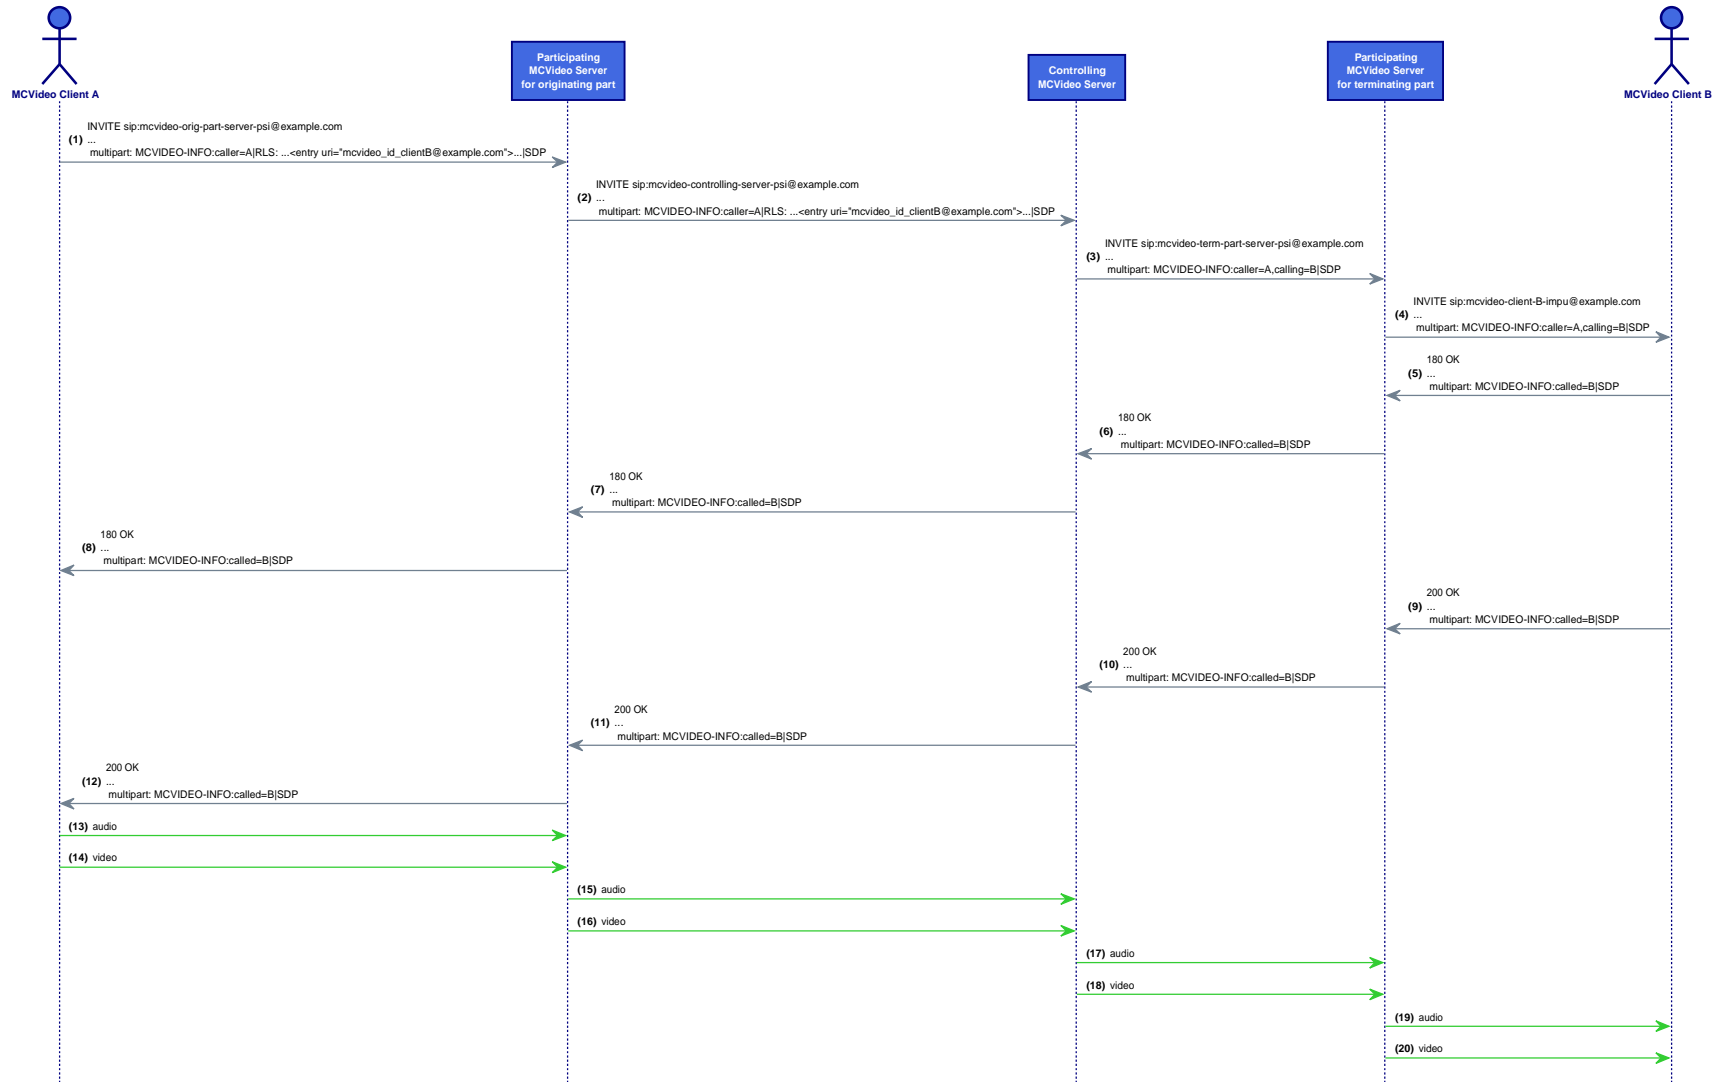 MCVideo Client A
Participating
MCVideo Server
for originating part
Controlling
MCVideo Server
Participating
MCVideo Server
for terminating part
MCVideo Client B
INVITE sip:mcvideo-orig-part-server-psi@example.com
(1) ...
multipart: MCVIDEO-INFO:caller=A|RLS: ...<entry uri="mcvideo_id_clientB@example.com">...|SDP
INVITE sip:mcvideo-controlling-server-psi@example.com
(2) ...
multipart: MCVIDEO-INFO:caller=A|RLS: ...<entry uri="mcvideo_id_clientB@example.com">...|SDP
INVITE sip:mcvideo-term-part-server-psi@example.com
(3) ...
multipart: MCVIDEO-INFO:caller=A,calling=B|SDP
INVITE sip:mcvideo-client-B-impu@example.com
(4) ...
multipart: MCVIDEO-INFO:caller=A,calling=B|SDP
180 OK
(5) ...
multipart: MCVIDEO-INFO:called=B|SDP
180 OK
(6) ...
multipart: MCVIDEO-INFO:called=B|SDP
180 OK
(7) ...
multipart: MCVIDEO-INFO:called=B|SDP
180 OK
(8) ...
multipart: MCVIDEO-INFO:called=B|SDP
200 OK
(9) ...
multipart: MCVIDEO-INFO:called=B|SDP
200 OK
(10) ...
multipart: MCVIDEO-INFO:called=B|SDP
200 OK
(11) ...
multipart: MCVIDEO-INFO:called=B|SDP
200 OK
(12) ...
multipart: MCVIDEO-INFO:called=B|SDP
(13) audio
(14) video
(15) audio
(16) video
(17) audio
(18) video
(19) audio
(20) video